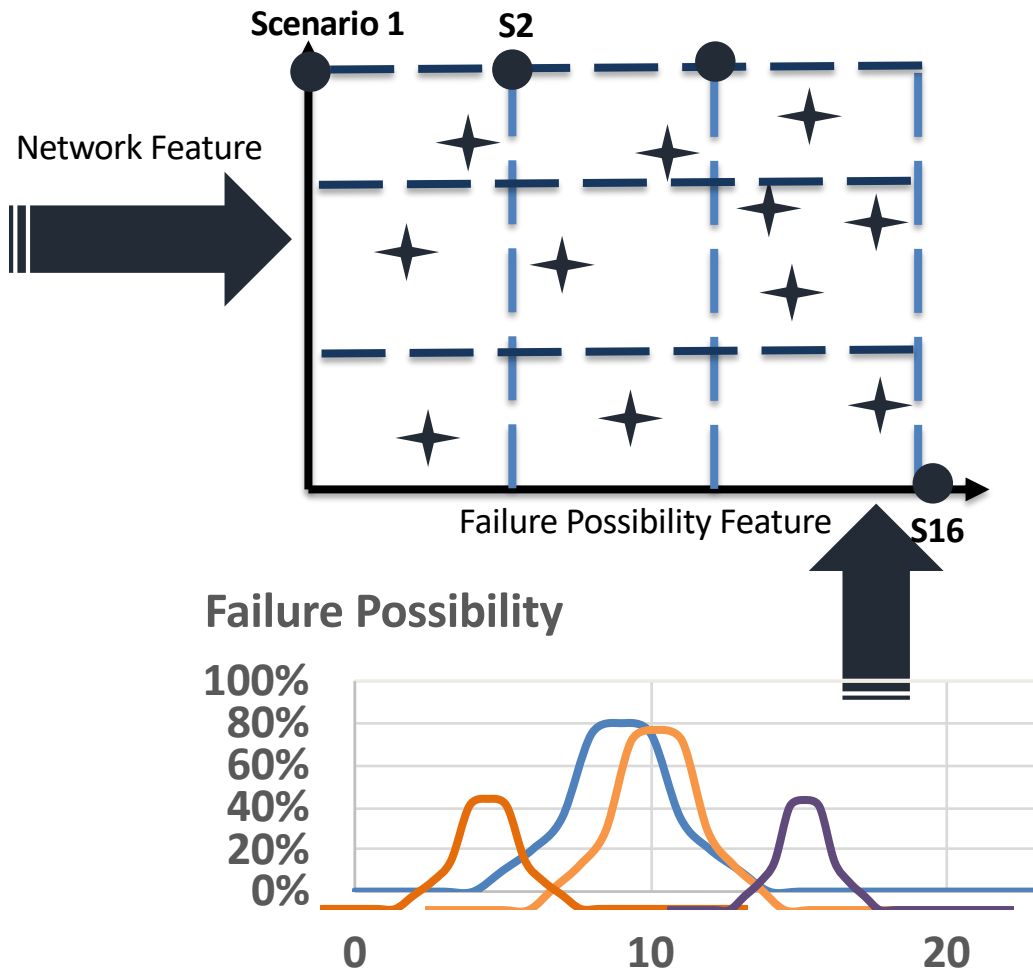 Scenario 1
S2
Network Feature
Failure Possibility Feature
S16
Failure Possibility
100%
80%
60%
40%
20%
0%
0 10 20